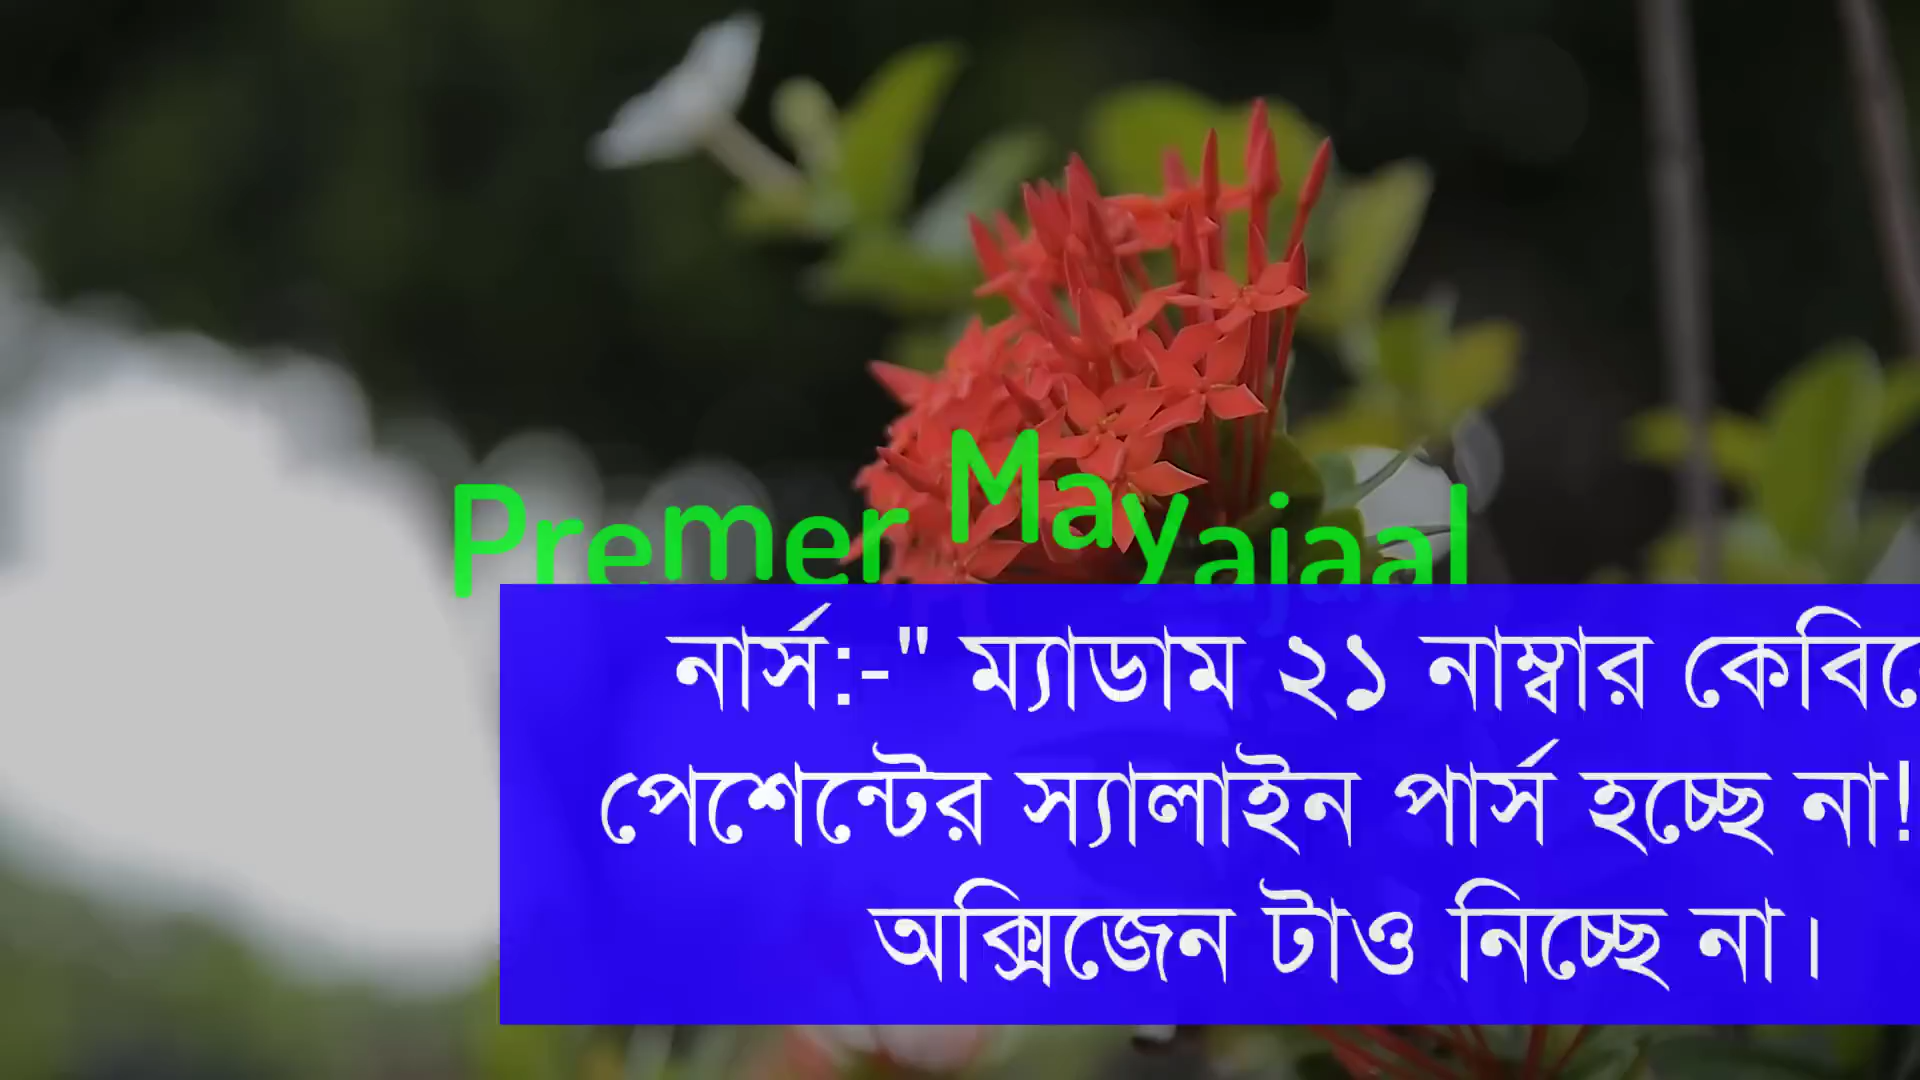 Premer Mayajaal
নার্স:-" ম্যাডাম ২১ নাম্বার
পেশেন্টের স্যালাইন পার্স হচ্ছে না!
অক্সিজেন টাও নিচ্ছে না।